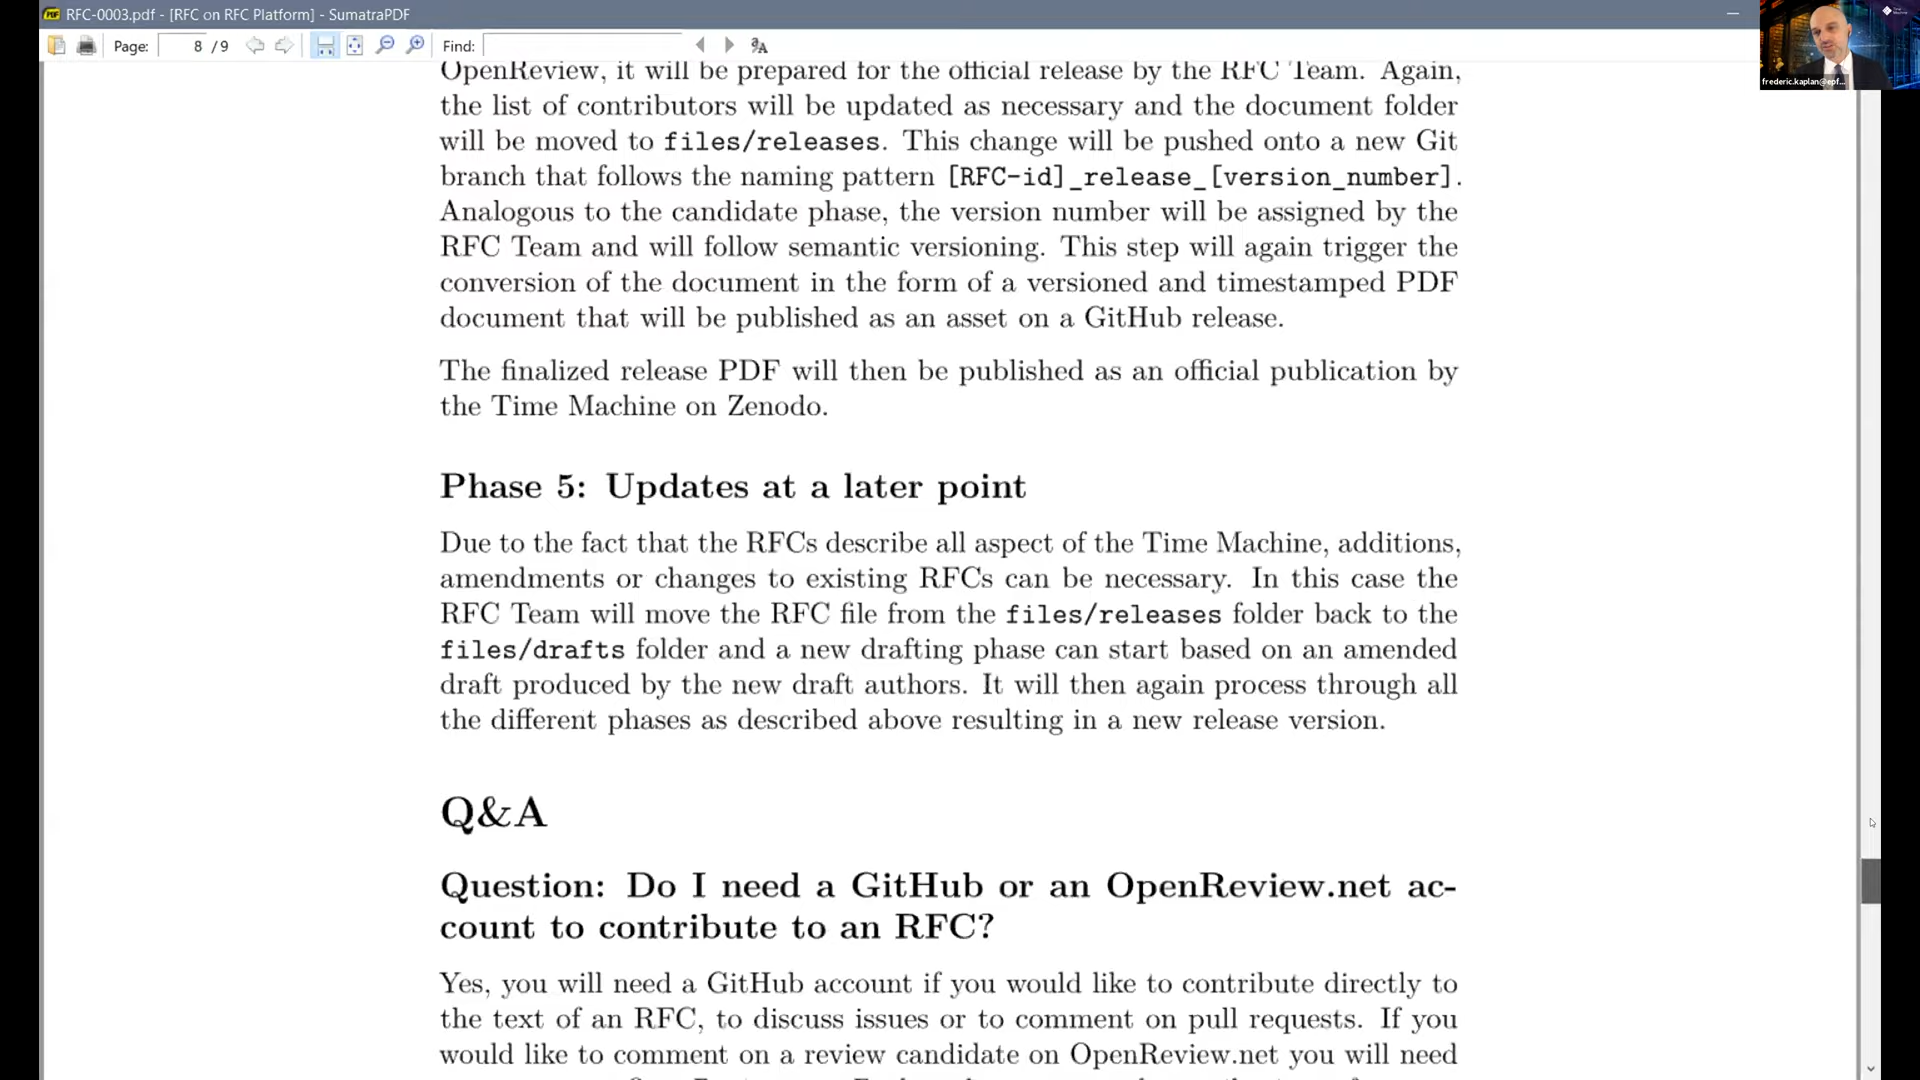 RFC-0003.pdf - [RFC on RFC Platform] - SumatraPDF
Page: 8 / 9 Find:
frederic.kaplan@epf...
OpenReview, it will be prepared for the official release by the RFC Team. Again,
the list of contributors will be updated as necessary and the document folder
will be moved to files/releases. This change will be pushed onto a new Git
branch that follows the naming pattern [RFC-id]_release_[version_number].
Analogous to the candidate phase, the version number will be assigned by the
RFC Team and will follow semantic versioning. This step will again trigger the
conversion of the document in the form of a versioned and timestamped PDF
document that will be published as an asset on a GitHub release.
The finalized release PDF will then be published as an official publication by
the Time Machine on Zenodo.
Phase 5: Updates at a later point
Due to the fact that the RFCs describe all aspect of the Time Machine, additions,
amendments or changes to existing RFCs can be necessary. In this case the
RFC Team will move the RFC file from the files/releases folder back to the
files/drafts folder and a new drafting phase can start based on an amended
draft produced by the new draft authors. It will then again process through all
the different phases as described above resulting in a new release version.
Q&A
Question: Do I need a GitHub or an OpenReview.net ac-
count to contribute to an RFC?
Yes, you will need a GitHub account if you would like to contribute directly to
the text of an RFC, to discuss issues or to comment on pull requests. If you
would like to comment on a review candidate on OpenReview.net you will need